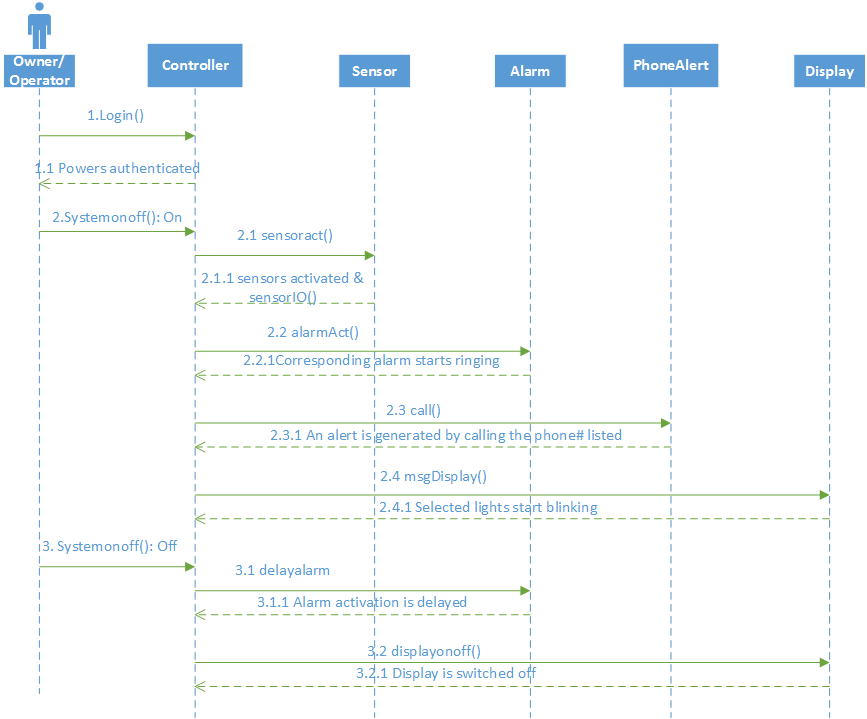 Owner/
Operator
Controller
Sensor
Alarm
PhoneAlert
Display
1.Login()
1.1 Powers authenticated
2.Systemonoff(): On
2.1 sensoract()
2.1.1 sensors activated &
sensorIO()
2.2 alarmAct()
2.2.1Corresponding alarm starts ringing
2.3 call()
2.3.1 An alert is generated by calling the phone# listed
2.4 msgDisplay()
2.4.1 Selected lights start blinking
3. Systemonoff(): Off
3.1 delayalarm
3.1.1 Alarm activation is delayed
3.2 displayonoff()
3.2.1 Display is switched off